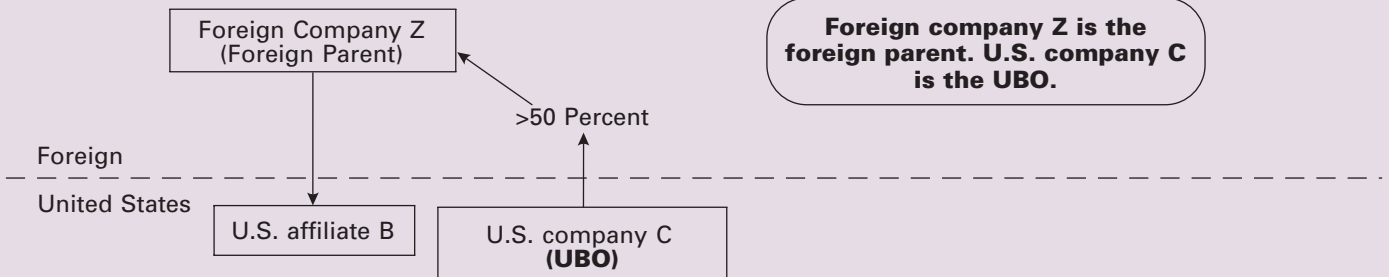 Foreign Company Z
(Foreign Parent)
Foreign company Z is the
foreign parent. U.S. company C
is the UBO.
>50 Percent
Foreign
United States
U.S. affiliate B
U.S. company C
(UBO)